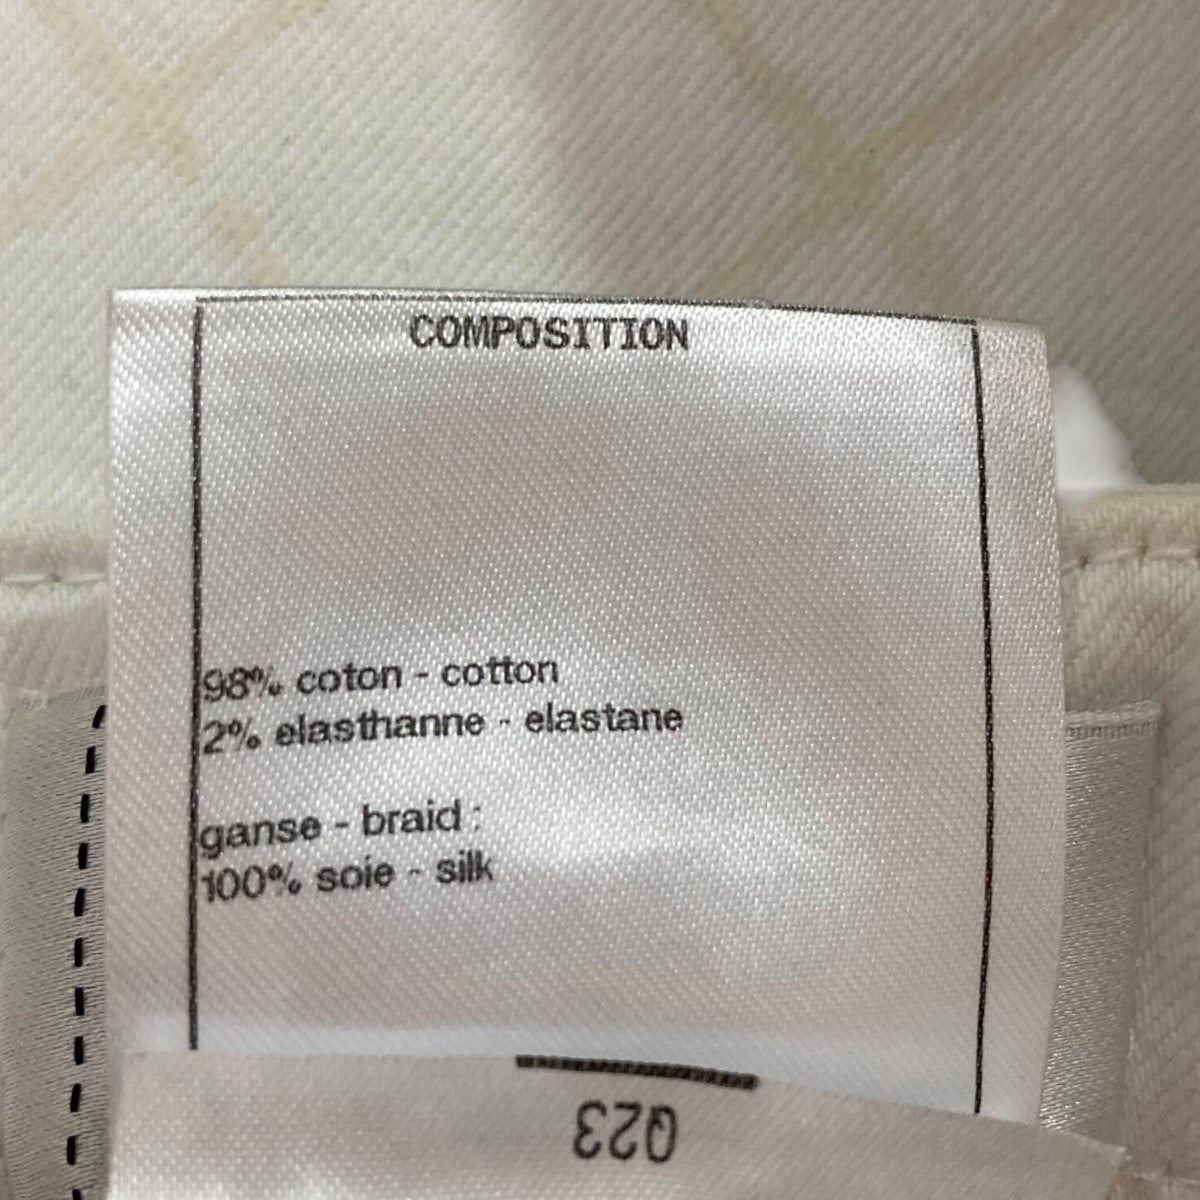 COMPOSITION
98% coton - cotton
2% elasthanne - elastane
ganse - braid :
100% soie - silk
Q23